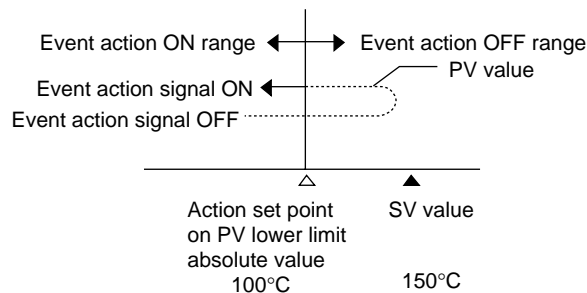 Event action ON range
Event action OFF range
PV value
Event action signal ON
Event action signal OFF
Action set point
on PV lower limit
absolute value
100°C
SV value
150°C